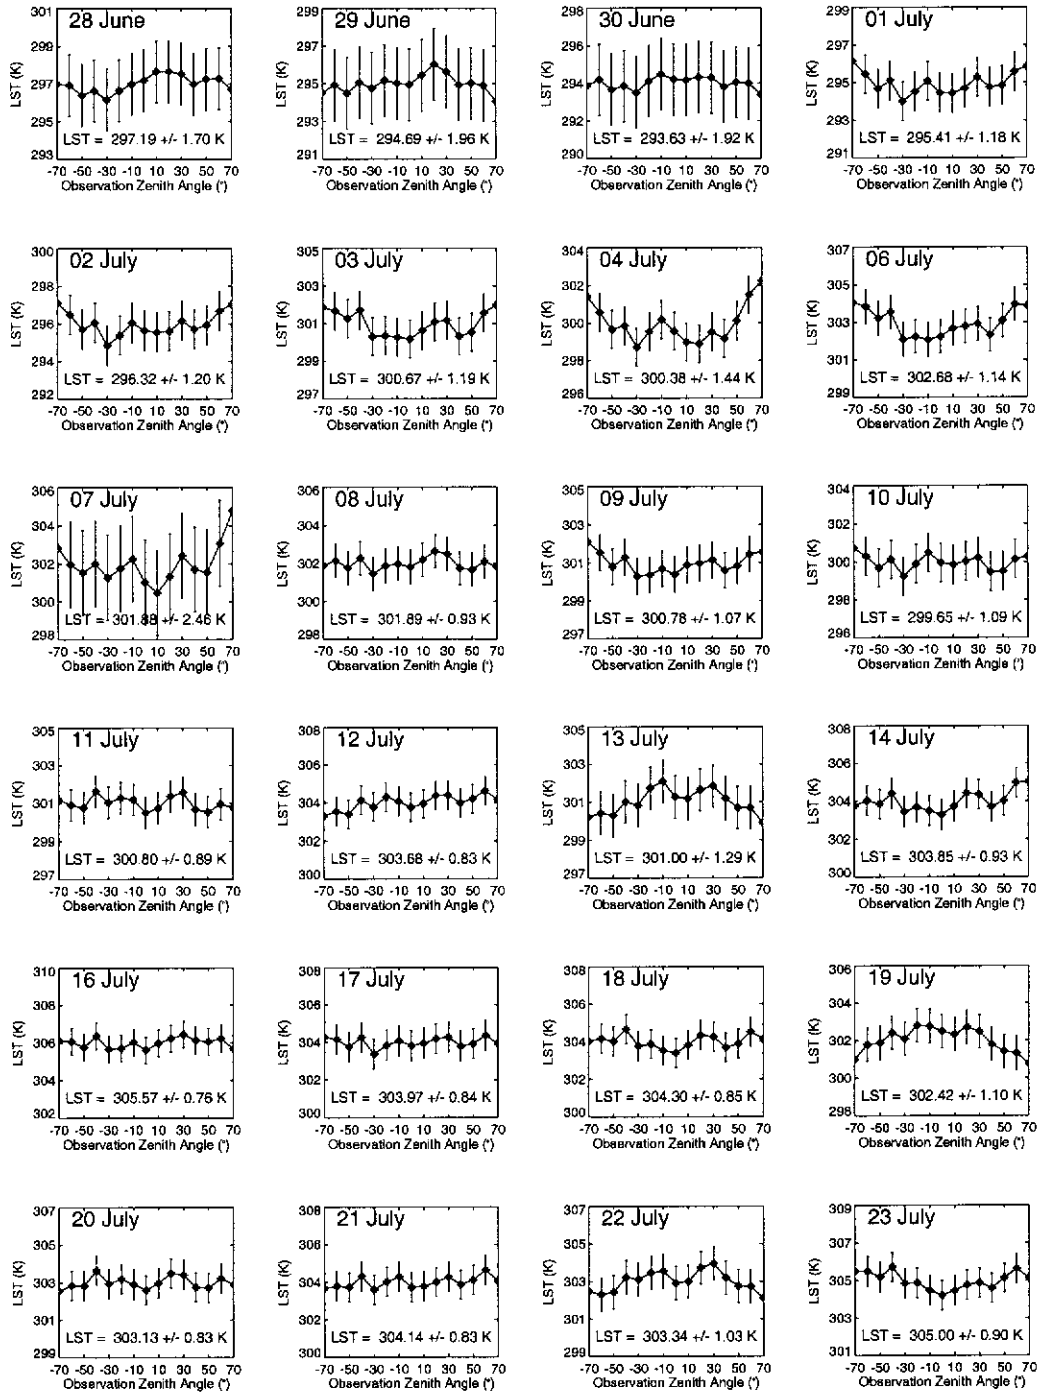 28 June
301
299
297
295
293
LST (K)
LST = 297.19 +/- 1.70 K
-70 -50 -30 -10 10 30 50 70
Observation Zenith Angle (°)
29 June
299
297
295
293
291
LST (K)
LST = 294.69 +/- 1.96 K
-70 -50 -30 -10 10 30 50 70
Observation Zenith Angle (°)
30 June
298
296
294
292
290
LST (K)
LST = 293.63 +/- 1.92 K
-70 -50 -30 -10 10 30 50 70
Observation Zenith Angle (°)
01 July
299
297
295
293
291
LST (K)
LST = 295.41 +/- 1.18 K
-70 -50 -30 -10 10 30 50 70
Observation Zenith Angle (°)
02 July
300
298
296
294
292
LST (K)
LST = 296.32 +/- 1.20 K
-70 -50 -30 -10 10 30 50 70
Observation Zenith Angle (°)
03 July
305
303
301
299
297
LST (K)
LST = 300.67 +/- 1.19 K
-70 -50 -30 -10 10 30 50 70
Observation Zenith Angle (°)
04 July
304
302
300
298
296
LST (K)
LST = 300.38 +/- 1.44 K
-70 -50 -30 -10 10 30 50 70
Observation Zenith Angle (°)
06 July
307
305
303
301
299
LST (K)
LST = 302.68 +/- 1.14 K
-70 -50 -30 -10 10 30 50 70
Observation Zenith Angle (°)
07 July
306
304
302
300
298
LST (K)
LST = 301.88 +/- 2.46 K
-70 -50 -30 -10 10 30 50 70
Observation Zenith Angle (°)
08 July
306
304
302
300
298
LST (K)
LST = 301.89 +/- 0.93 K
-70 -50 -30 -10 10 30 50 70
Observation Zenith Angle (°)
09 July
305
303
301
299
297
LST (K)
LST = 300.78 +/- 1.07 K
-70 -50 -30 -10 10 30 50 70
Observation Zenith Angle (°)
10 July
304
302
300
298
296
LST (K)
LST = 299.65 +/- 1.09 K
-70 -50 -30 -10 10 30 50 70
Observation Zenith Angle (°)
11 July
305
303
301
299
297
LST (K)
LST = 300.80 +/- 0.89 K
-70 -50 -30 -10 10 30 50 70
Observation Zenith Angle (°)
12 July
308
306
304
302
300
LST (K)
LST = 303.68 +/- 0.83 K
-70 -50 -30 -10 10 30 50 70
Observation Zenith Angle (°)
13 July
305
303
301
299
297
LST (K)
LST = 301.00 +/- 1.29 K
-70 -50 -30 -10 10 30 50 70
Observation Zenith Angle (°)
14 July
308
306
304
302
300
LST (K)
LST = 303.85 +/- 0.93 K
-70 -50 -30 -10 10 30 50 70
Observation Zenith Angle (°)
16 July
310
308
306
304
302
LST (K)
LST = 305.57 +/- 0.76 K
-70 -50 -30 -10 10 30 50 70
Observation Zenith Angle (°)
17 July
308
306
304
302
300
LST (K)
LST = 303.97 +/- 0.84 K
-70 -50 -30 -10 10 30 50 70
Observation Zenith Angle (°)
18 July
308
306
304
302
300
LST (K)
LST = 304.30 +/- 0.85 K
-70 -50 -30 -10 10 30 50 70
Observation Zenith Angle (°)
19 July
306
304
302
300
298
LST (K)
LST = 302.42 +/- 1.10 K
-70 -50 -30 -10 10 30 50 70
Observation Zenith Angle (°)
20 July
307
305
303
301
299
LST (K)
LST = 303.13 +/- 0.83 K
-70 -50 -30 -10 10 30 50 70
Observation Zenith Angle (°)
21 July
308
306
304
302
300
LST (K)
LST = 304.14 +/- 0.83 K
-70 -50 -30 -10 10 30 50 70
Observation Zenith Angle (°)
22 July
307
305
303
301
299
LST (K)
LST = 303.34 +/- 1.03 K
-70 -50 -30 -10 10 30 50 70
Observation Zenith Angle (°)
23 July
309
307
305
303
301
LST (K)
LST = 305.00 +/- 0.90 K
-70 -50 -30 -10 10 30 50 70
Observation Zenith Angle (°)